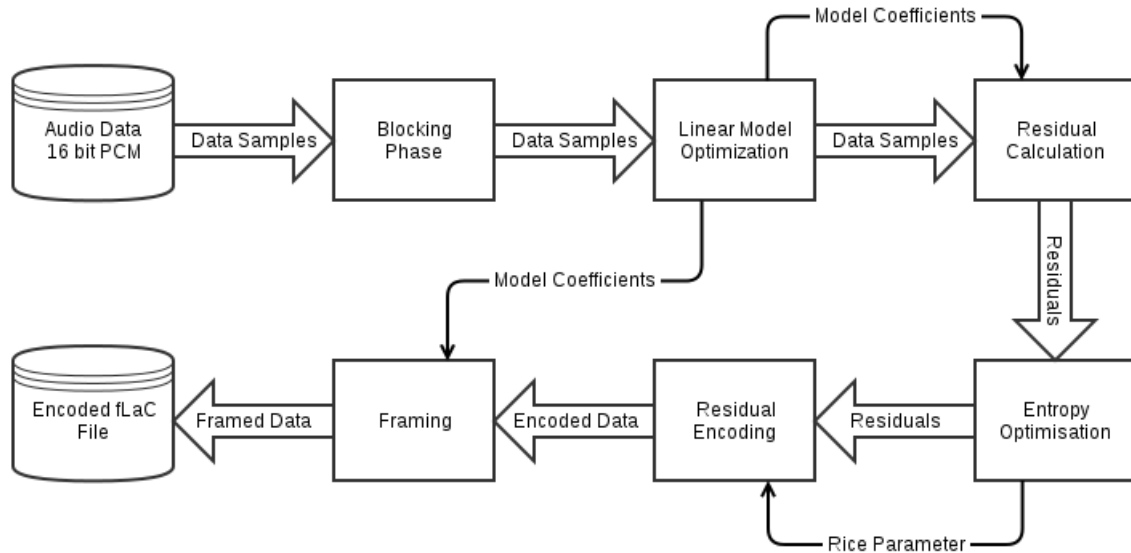 Model Coefficients
Audio Data
16 bit PCM
Data Samples
Blocking
Phase
Data Samples
Linear Model
Optimization
Data Samples
Residual
Calculation
Model Coefficients
Residuals
Encoded fLaC
File
Framed Data
Framing
Encoded Data
Residual
Encoding
Residuals
Entropy
Optimisation
Rice Parameter